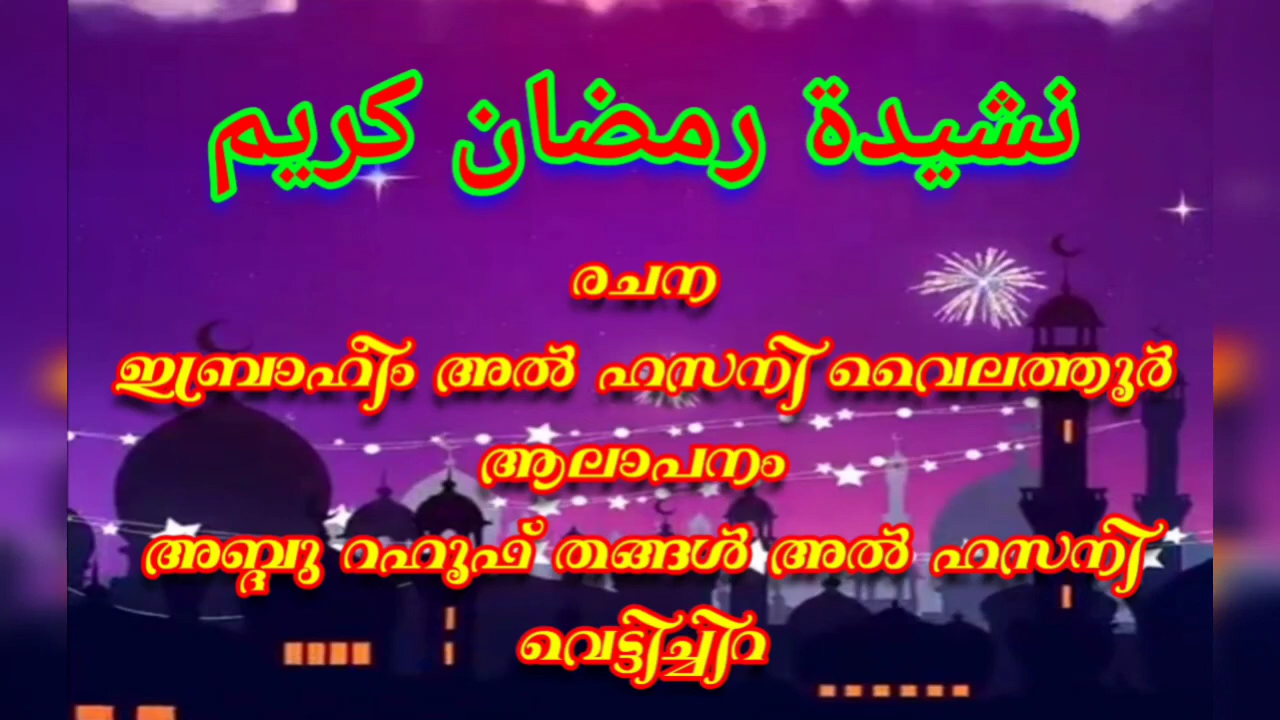 نشيدة رمضان كريم
രചന
ഇബ്രാഹീം അൽ ഹസനി വൈലത്തൂർ
ആലാപനം
അബ്ദു റഹൂഫ് തങ്ങൾ അൽ ഹസനി
വെട്ടിച്ചിറ